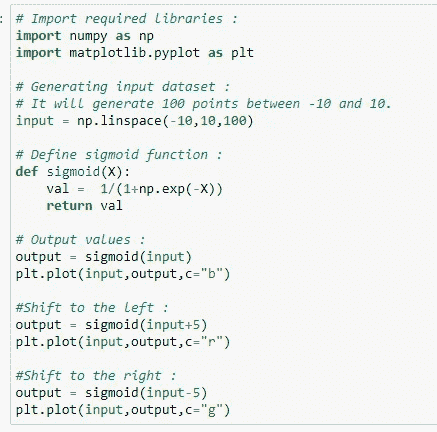 : # Import required libraries :
import numpy as np
import matplotlib.pyplot as plt
# Generating input dataset :
# It will generate 100 points between -10 and 10.
input = np.linspace(-10,10,100)
# Define sigmoid function :
def sigmoid(X):
    val =  1/(1+np.exp(-X))
    return val
# Output values :
output = sigmoid(input)
plt.plot(input,output,c="b")
#Shift to the left :
output = sigmoid(input+5)
plt.plot(input,output,c="r")
#Shift to the right :
output = sigmoid(input-5)
plt.plot(input,output,c="g")